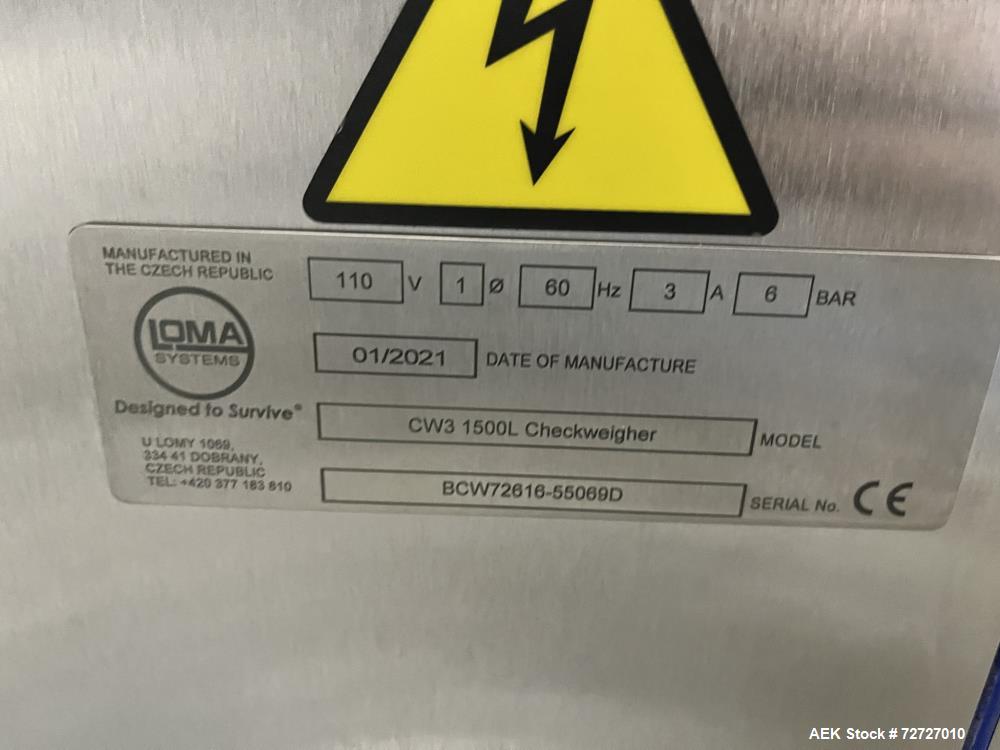 MANUFACTURED IN
THE CZECH REPUBLIC
110 V 1 Ø 60 Hz 3 A 6 BAR
LOMA
SYSTEMS
Designed to Survive®
01/2021 DATE OF MANUFACTURE
CW3 1500L Checkweigher MODEL
U LOMY 1069,
334 41 DOBRANY,
CZECH REPUBLIC
TEL: +420 377 183 810
BCW72616-55069D SERIAL No. CE
AEK Stock # 72727010